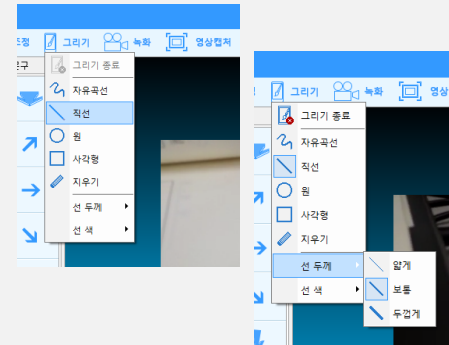 그리기
녹화
영상캡처
그리기 종료
자유곡선
직선
원
사각형
지우기
선 두께
선 색
그리기
녹화
영상
그리기 종료
자유곡선
직선
원
사각형
지우기
선 두께
선 색
얇게
보통
두껍게